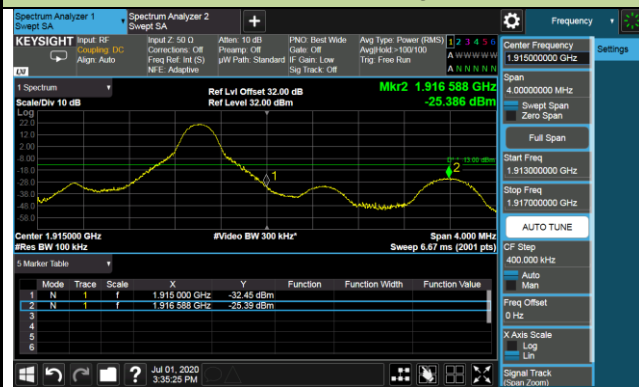 Spectrum Analyzer 1
Swept SA
Spectrum Analyzer 2
Swept SA
Frequency
KEYSIGHT
Input: RF
Coupling: DC
Align: Auto
Input Z: 50 Ω
Corrections: Off
Freq Ref: Int (S)
NFE: Adaptive
Atten: 10 dB
Preamp: Off
µW Path: Standard
PNO: Best Wide
Gate: Off
IF Gain: Low
Sig Track: Off
Avg Type: Power (RMS)
Avg|Hold >100/100
Trig: Free Run
1 2 3 4 5 6
A W W W W W
A N N N N N
LXI
Center Frequency
1.915000000 GHz
Settings
Span
4.00000000 MHz
Swept Span
Zero Span
Full Span
Start Freq
1.913000000 GHz
Stop Freq
1.917000000 GHz
AUTO TUNE
CF Step
400.000 kHz
Auto
Man
Freq Offset
0 Hz
X Axis Scale
Log
Lin
Signal Track
(Span Zoom)
1 Spectrum
Scale/Div 10 dB
Log
Ref Lvl Offset 32.00 dB
Ref Level 32.00 dBm
Mkr2 1.916 588 GHz
-25.386 dBm
22.0
12.0
2.00
-8.00
-18.0
-28.0
-38.0
-48.0
-58.0
1
2
Center 1.915000 GHz
#Res BW 100 kHz
#Video BW 300 kHz*
Span 4.000 MHz
Sweep 6.67 ms (2001 pts)
5 Marker Table
Mode Trace Scale X Y Function Function Width Function Value
1 N 1 f 1.915 000 GHz -32.45 dBm
2 N 1 f 1.916 588 GHz -25.39 dBm
3
4
5
6
Jul 01, 2020
3:35:25 PM